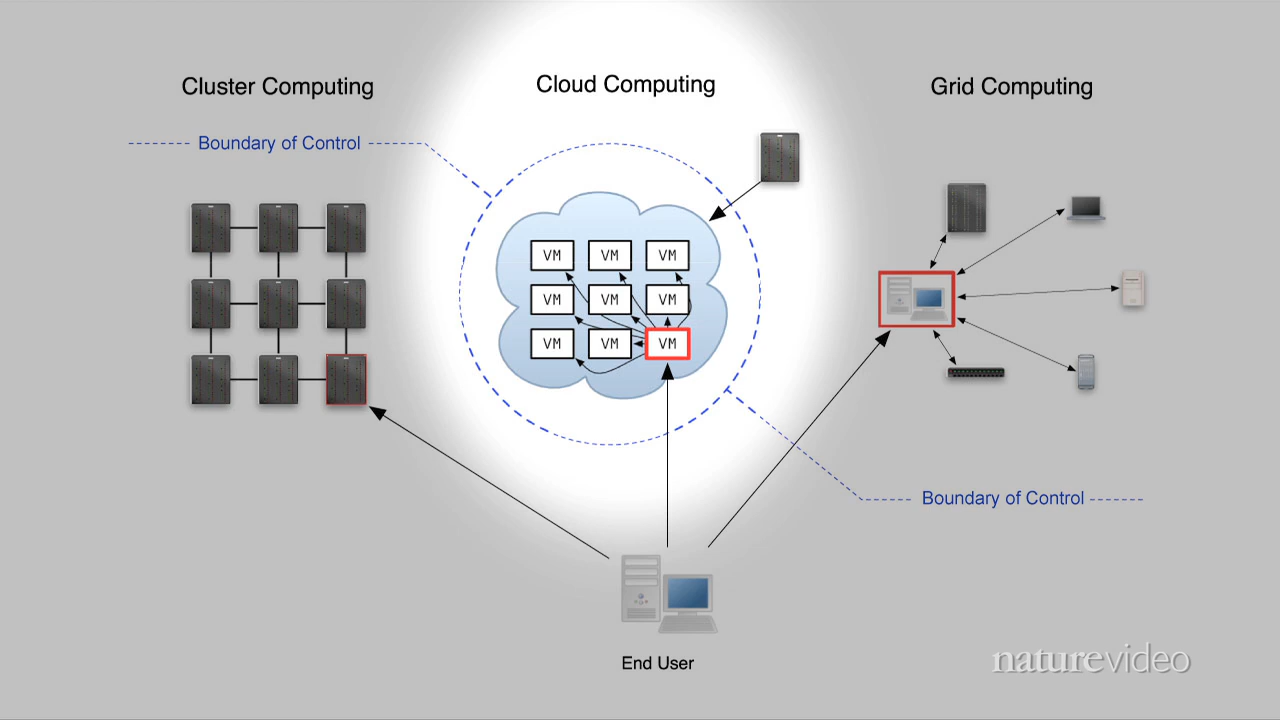 Cluster Computing
Cloud Computing
Grid Computing
Boundary of Control
VM VM VM
VM VM VM
VM VM VM
Boundary of Control
End User
naturevideo